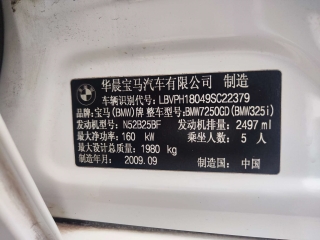 华晨宝马汽车有限公司 制造
车辆识别代号: LBVPH18049SC22379
品牌: 宝马(BMW)牌 整车型号: BMW7250GD(BMW325i)
发动机型号: N52B25BF 发动机排量: 2497 ml
最大净功率: 160 kW 乘坐人数: 5 人
最大设计总质量: 1980 kg
制造年月: 2009.09 制造国: 中国